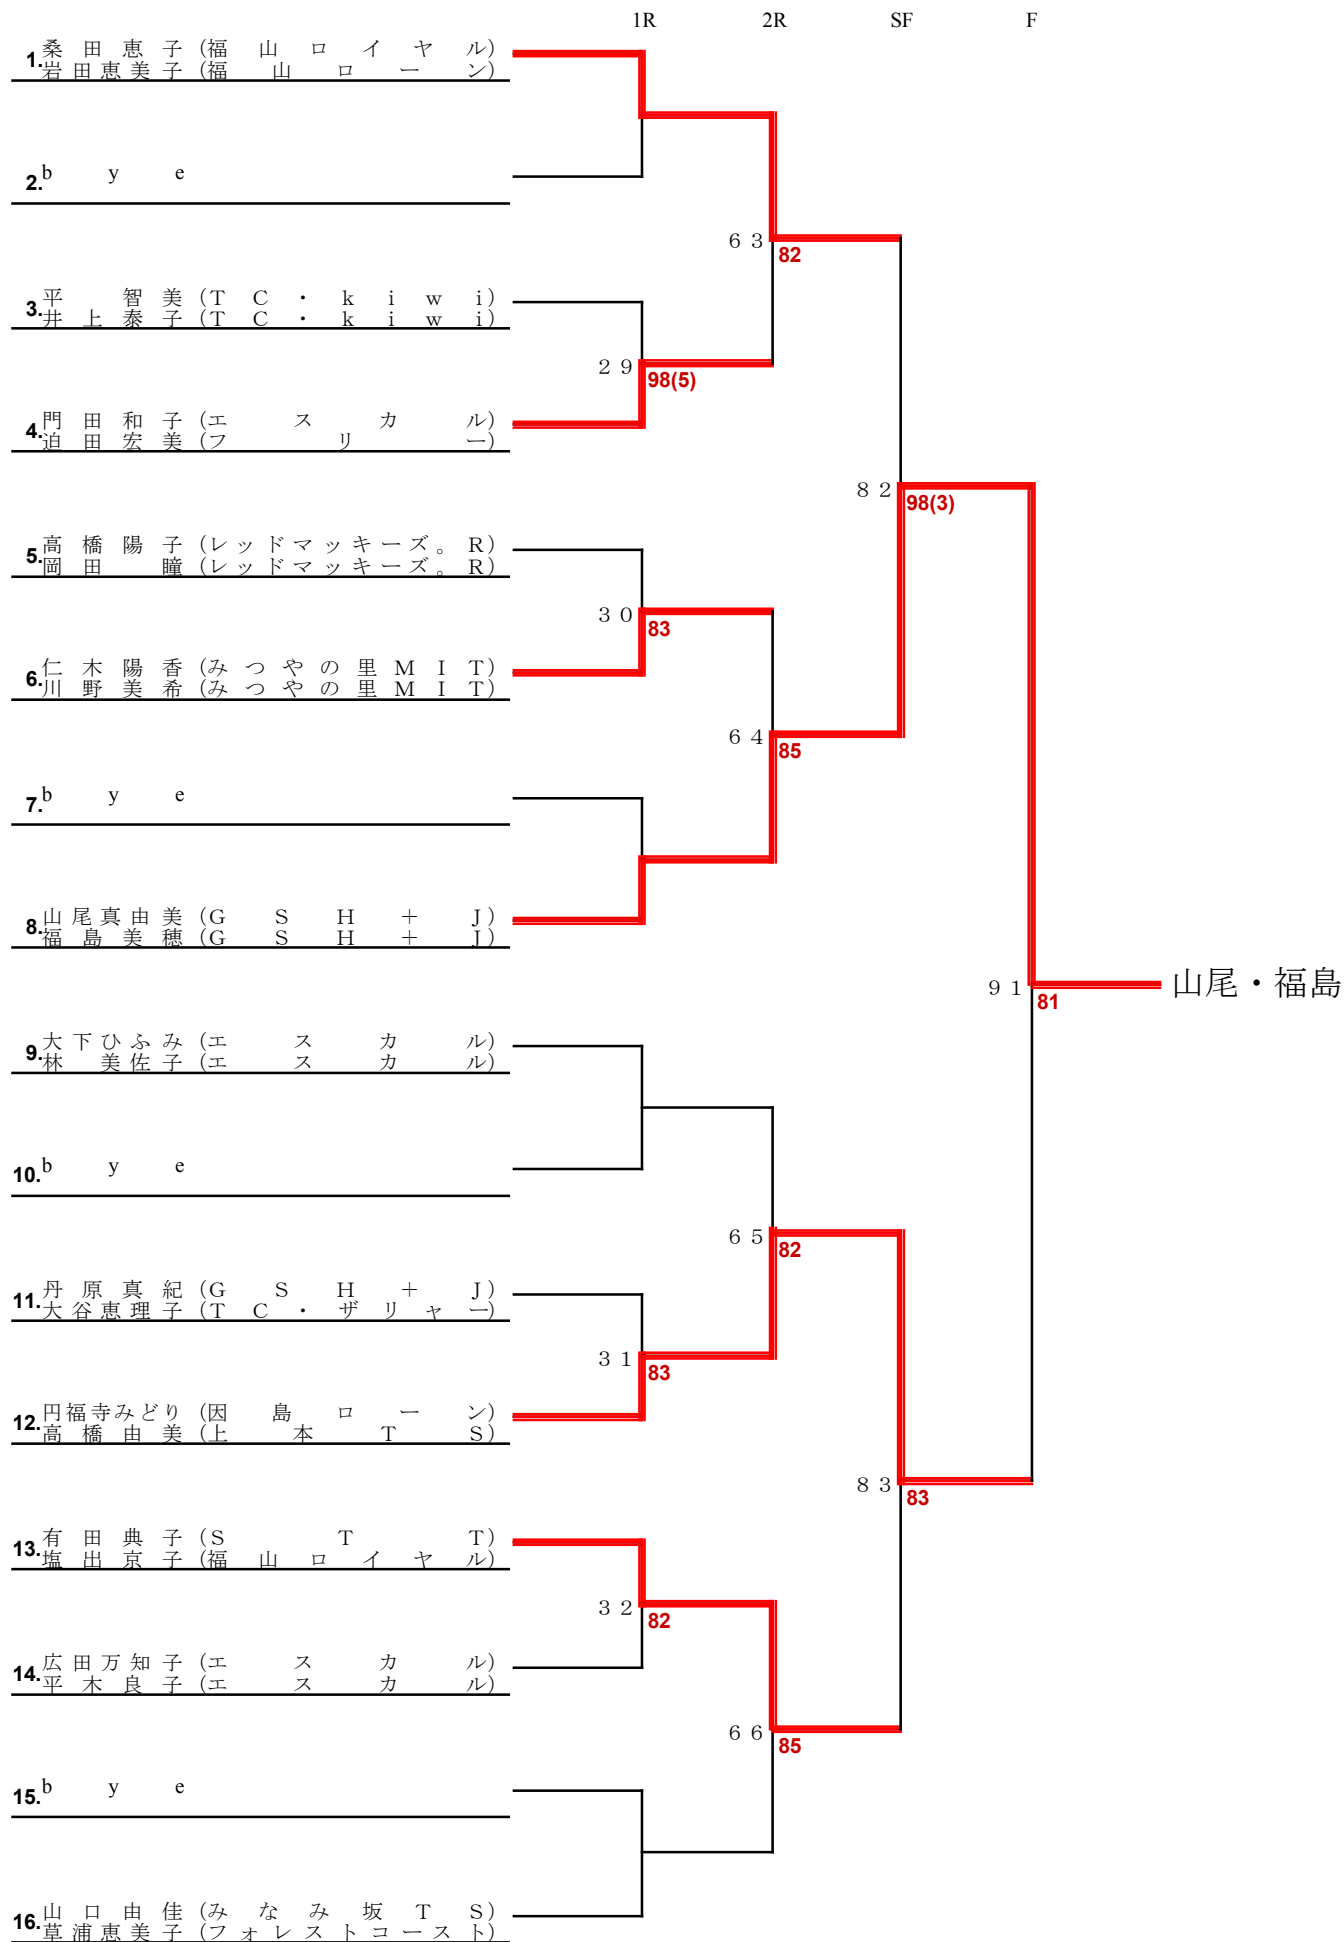 1R 2R SF F
1. 桑田恵子(福山ロイヤル)
岩田恵美子(福山ローン)
2. bye
63
82
3. 平 智美(TC・kiwi)
井上泰子(TC・kiwi)
29
98(5)
4. 門田和子(エスカル)
迫田宏美(フリー)
82
98(3)
5. 高橋陽子(レッドマッキーズ。R)
岡田 瞳(レッドマッキーズ。R)
30
83
6. 仁木陽香(みつやの里MIT)
川野美希(みつやの里MIT)
64
85
7. bye
8. 山尾真由美(GSH+J)
福島美穂(GSH+J)
91
81
山尾・福島
9. 大下ひふみ(エスカル)
林 美佐子(エスカル)
10. bye
65
82
11. 丹原真紀(GSH+J)
大谷恵理子(TC・ザリャー)
31
83
12. 円福寺みどり(因島ローン)
高橋由美(上本TS)
83
83
13. 有田典子(STT)
塩出京子(福山ロイヤル)
32
82
14. 広田万知子(エスカル)
平木良子(エスカル)
66
85
15. bye
16. 山口由佳(みなみ坂TS)
草浦恵美子(フォレストコースト)